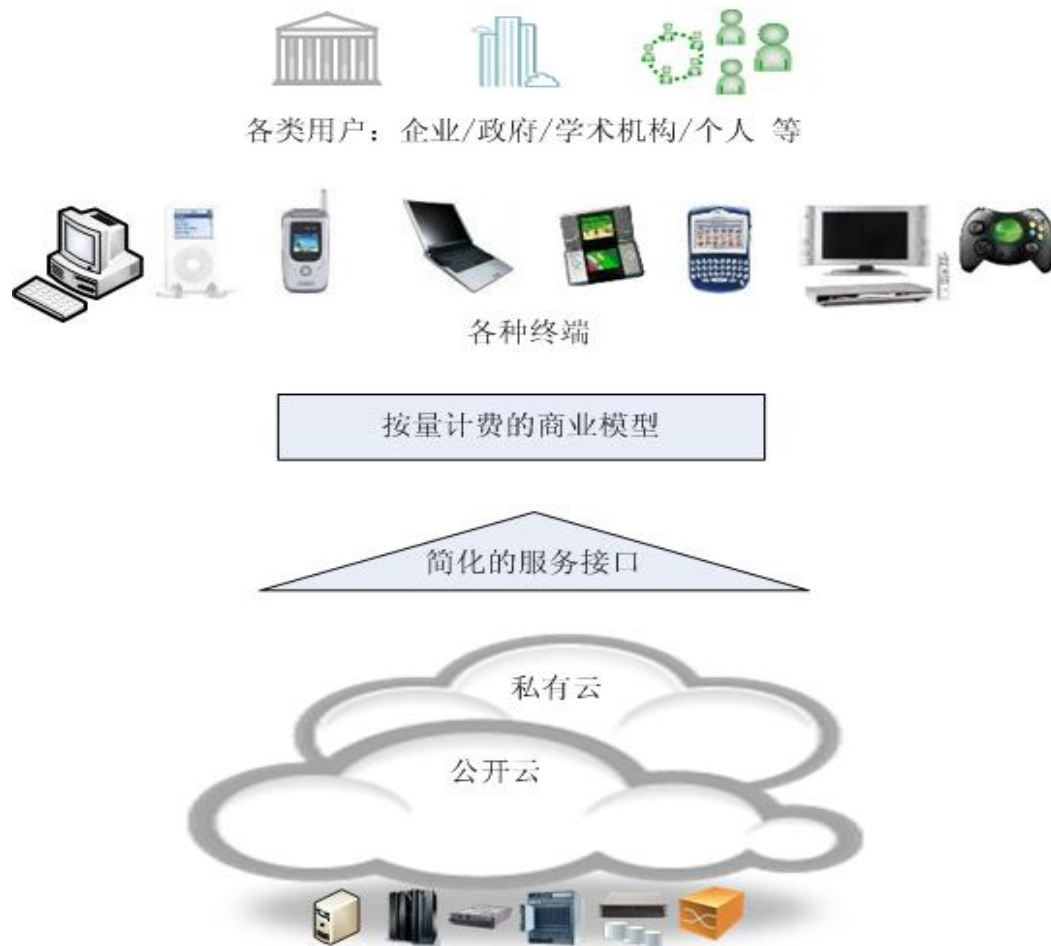 各类用户：企业/政府/学术机构/个人 等
各种终端
按量计费的商业模型
简化的服务接口
私有云
公开云